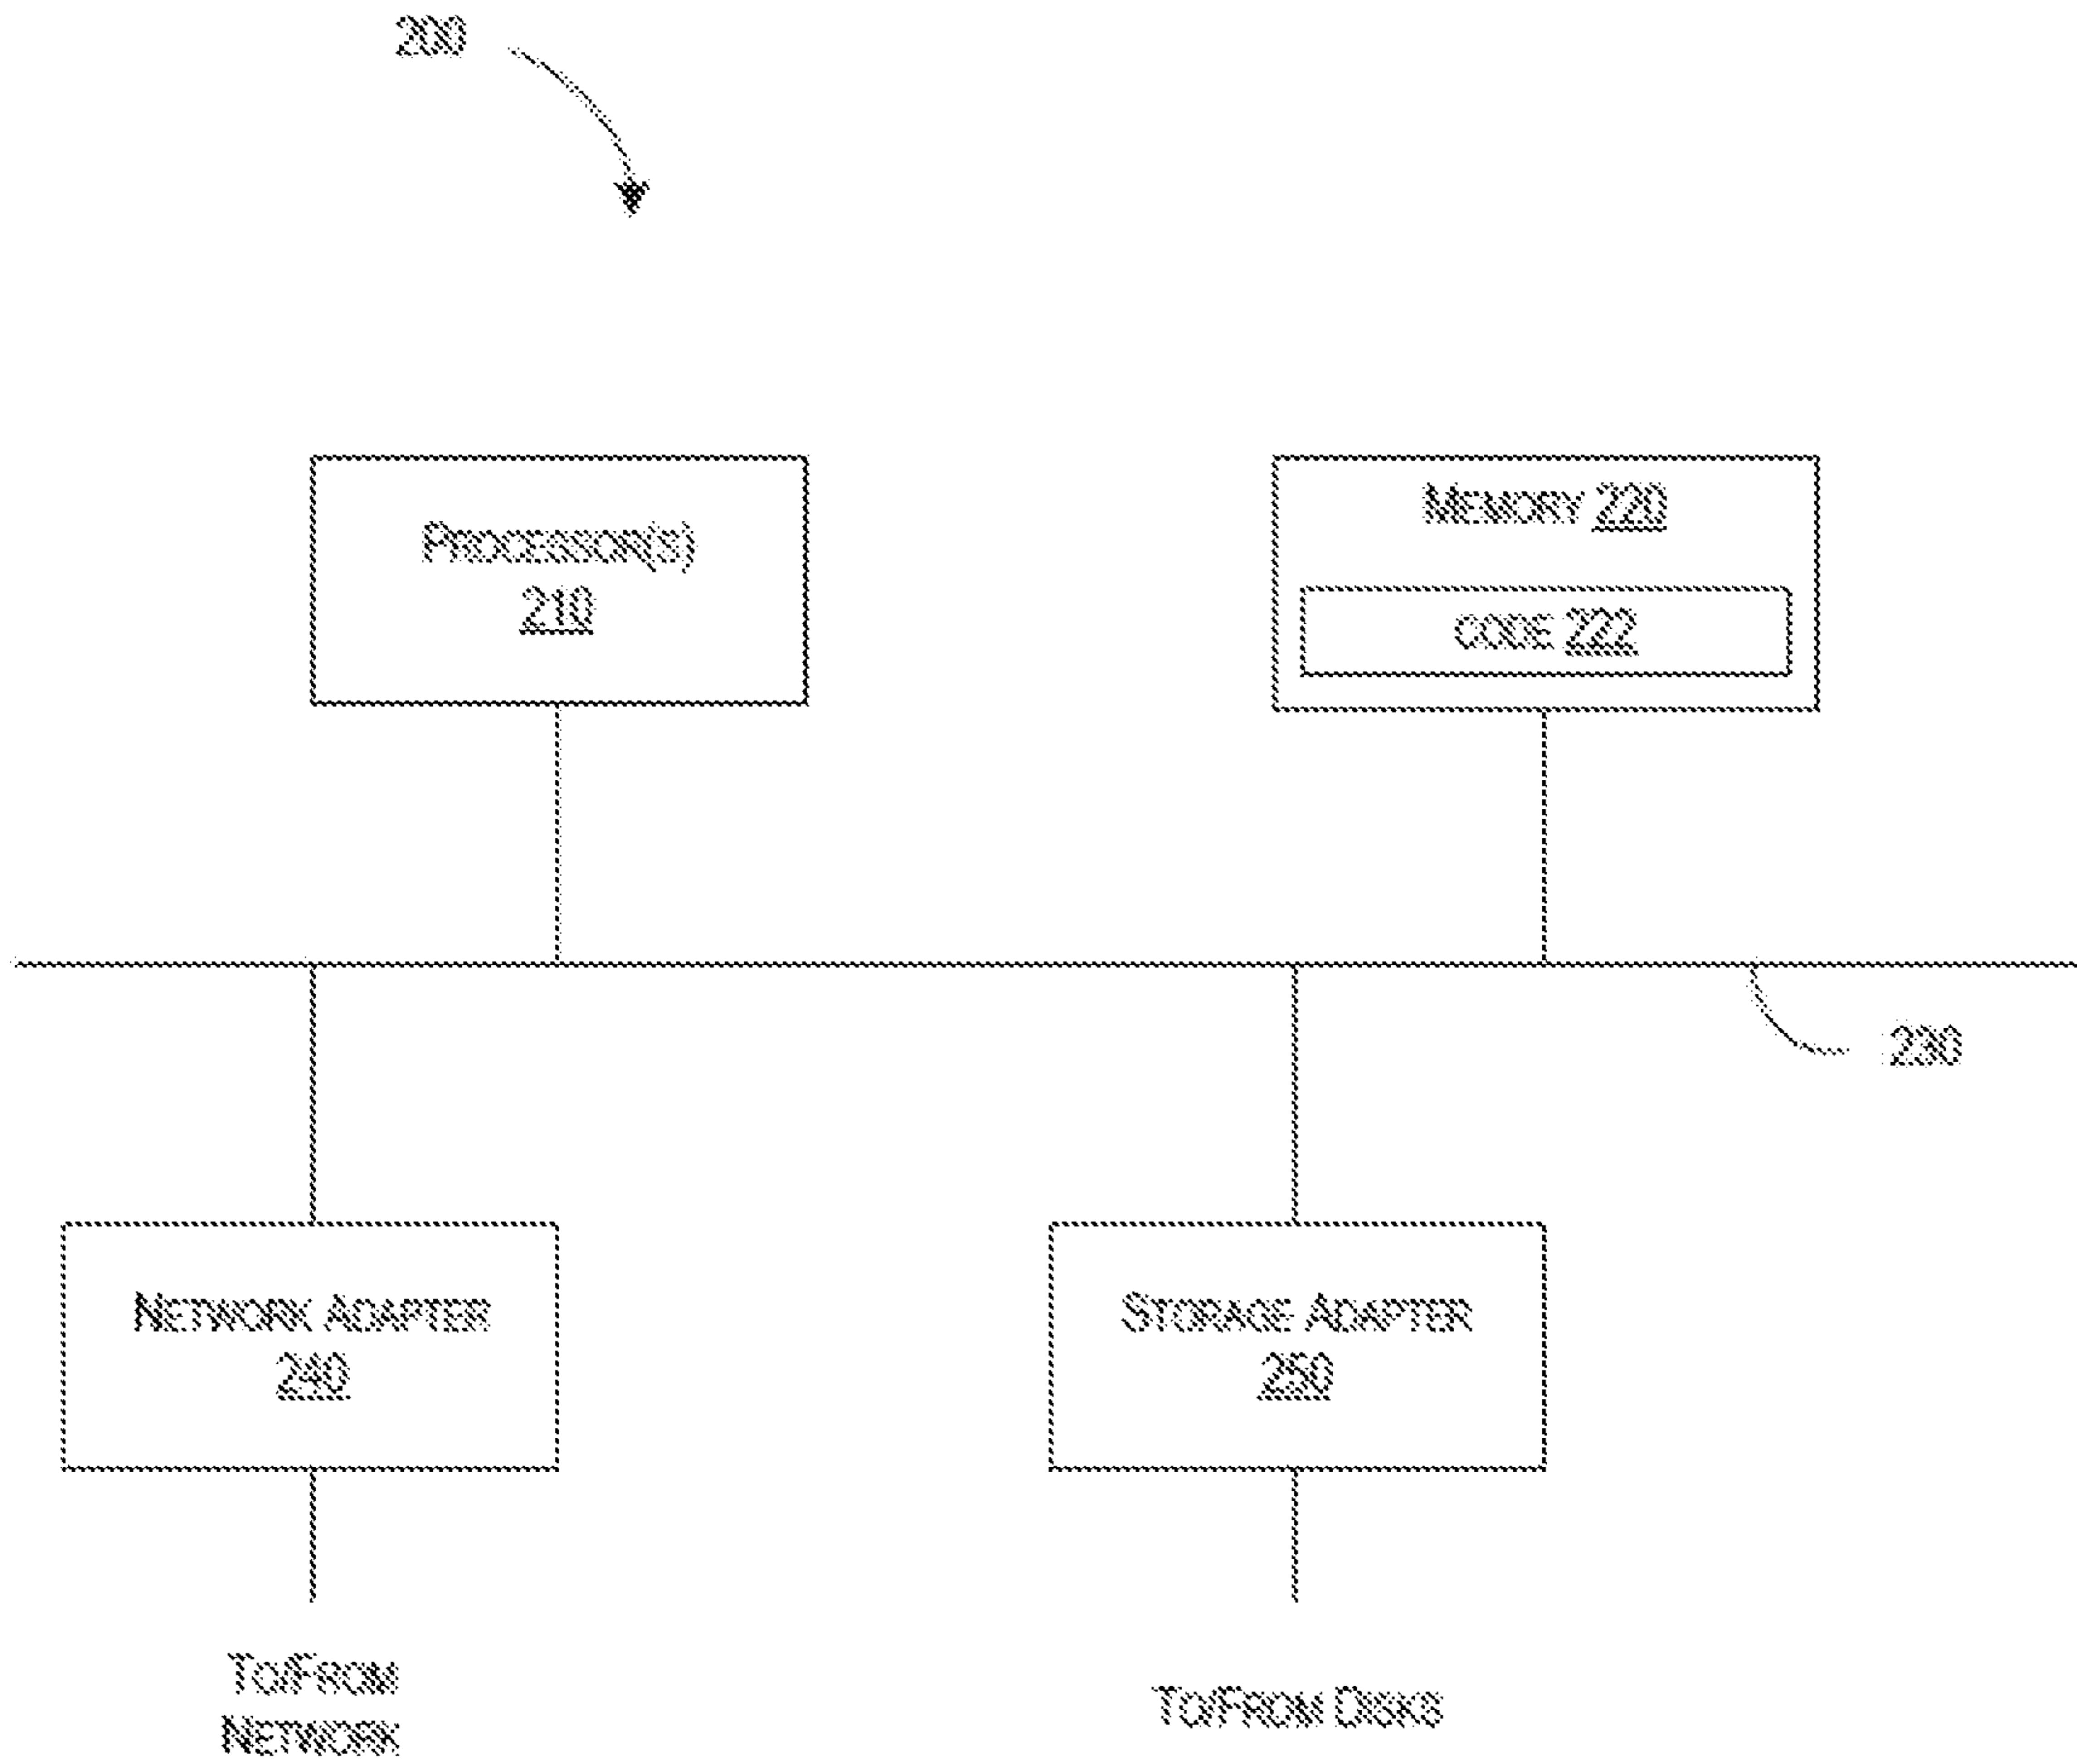 200
PROCESSOR(S)
210
MEMORY 220
CODE 222
230
NETWORK ADAPTER
240
STORAGE ADAPTER
250
TO/FROM
NETWORK
TO/FROM DISKS